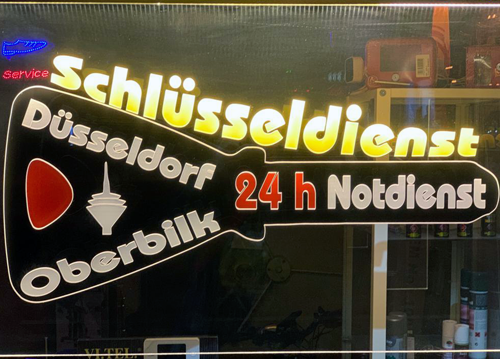 Service
Schlüsseldienst
Düsseldorf
24 h Notdienst
Oberbilk